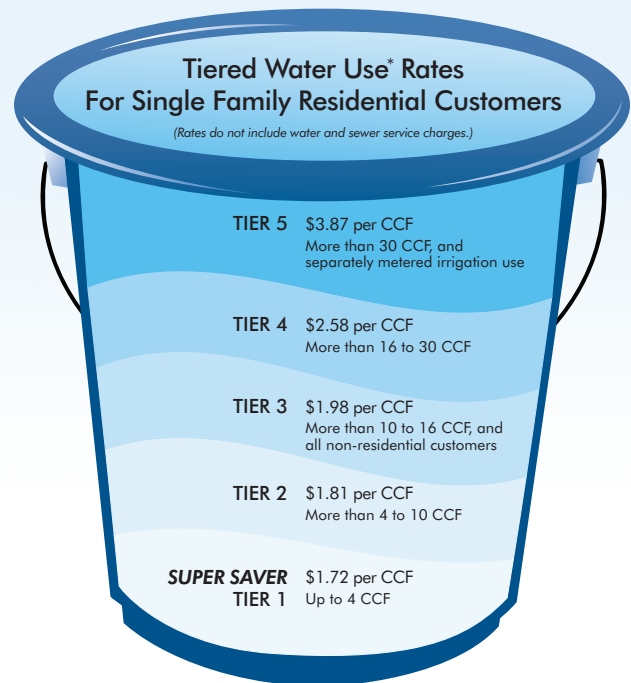 Tiered Water Use* Rates
For Single Family Residential Customers
(Rates do not include water and sewer service charges.)
TIER 5 $3.87 per CCF
More than 30 CCF, and
separately metered irrigation use
TIER 4 $2.58 per CCF
More than 16 to 30 CCF
TIER 3 $1.98 per CCF
More than 10 to 16 CCF, and
all non-residential customers
TIER 2 $1.81 per CCF
More than 4 to 10 CCF
SUPER SAVER $1.72 per CCF
TIER 1 Up to 4 CCF